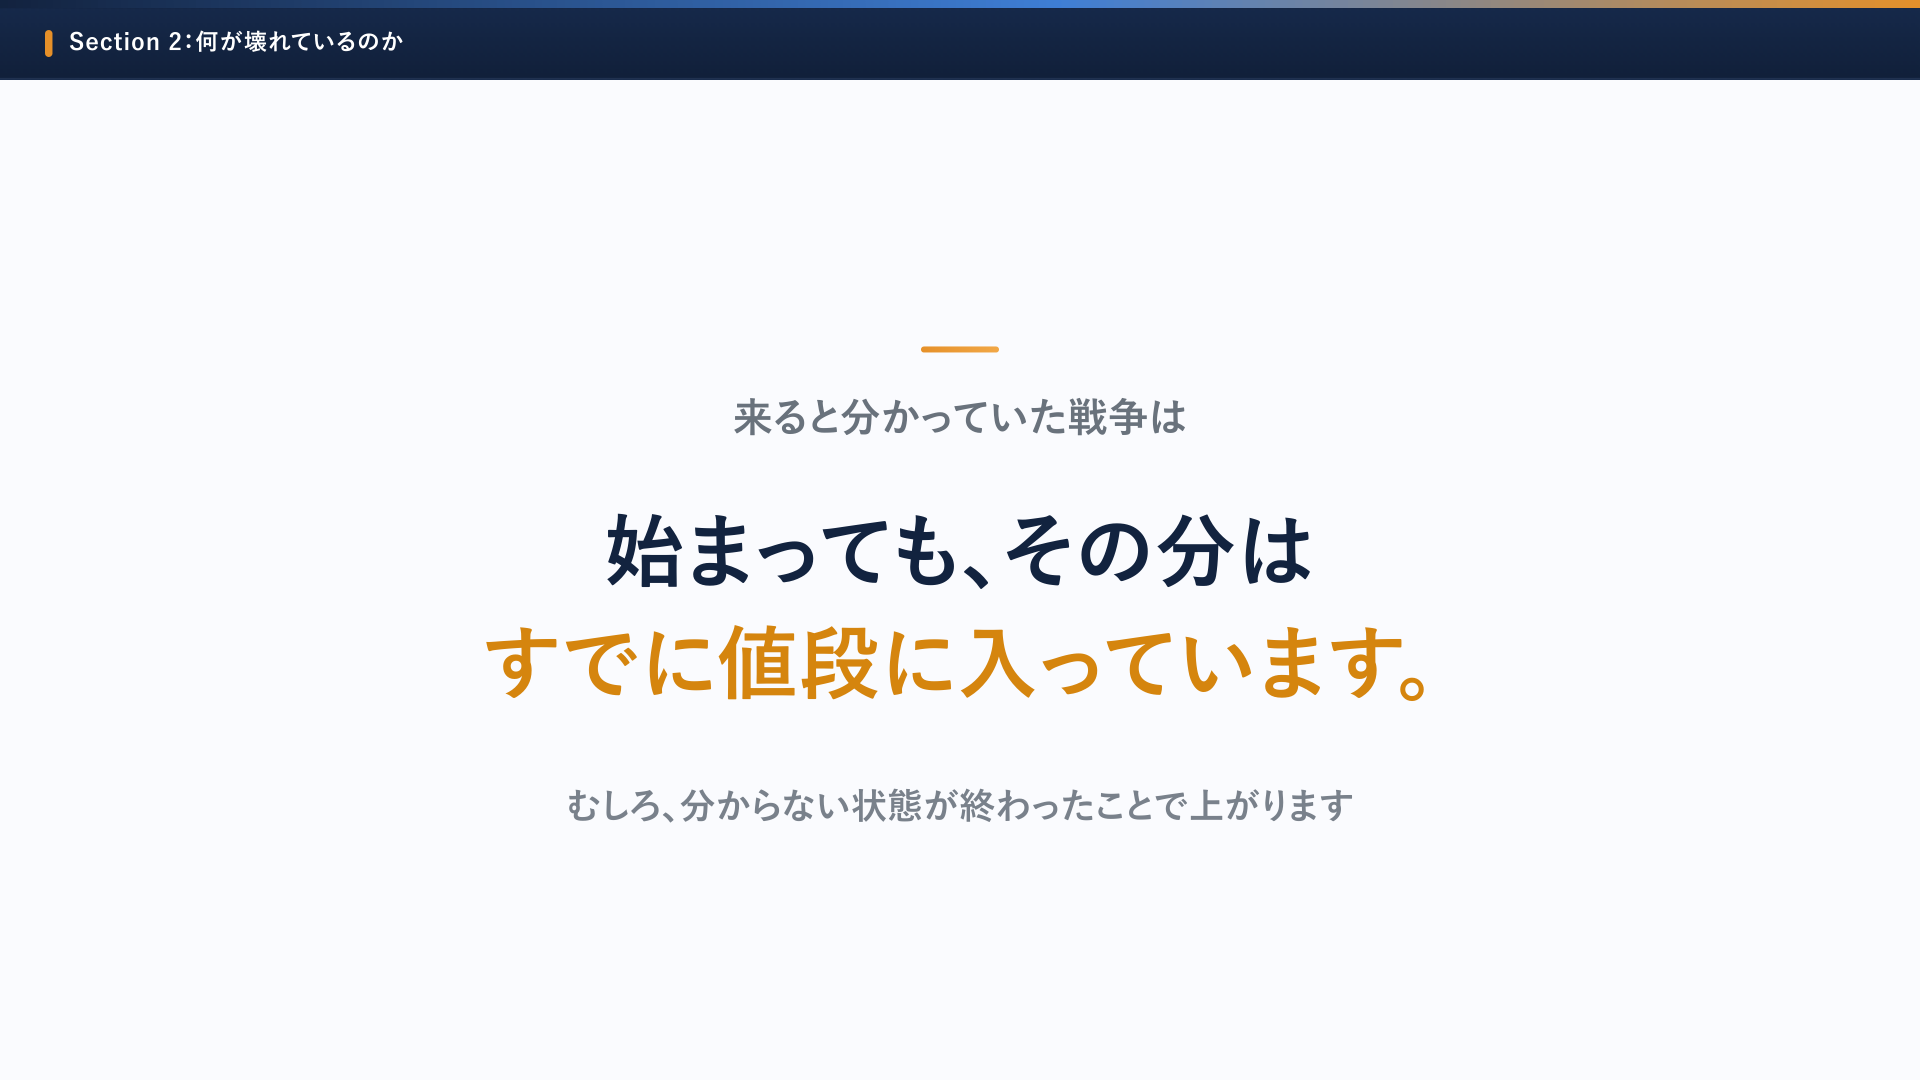 Section 2：何が壊れているのか
来ると分かっていた戦争は
始まっても、その分は
すでに値段に入っています。
むしろ、分からない状態が終わったことで上がります